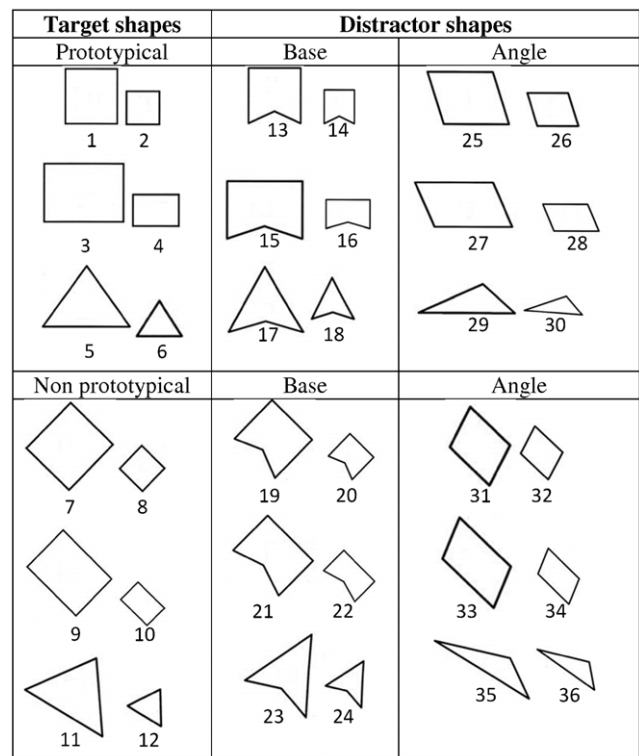 Target shapes Distractor shapes
Prototypical Base Angle
1 2 13 14 25 26
3 4 15 16 27 28
5 6 17 18 29 30
Non prototypical Base Angle
7 8 19 20 31 32
9 10 21 22 33 34
11 12 23 24 35 36